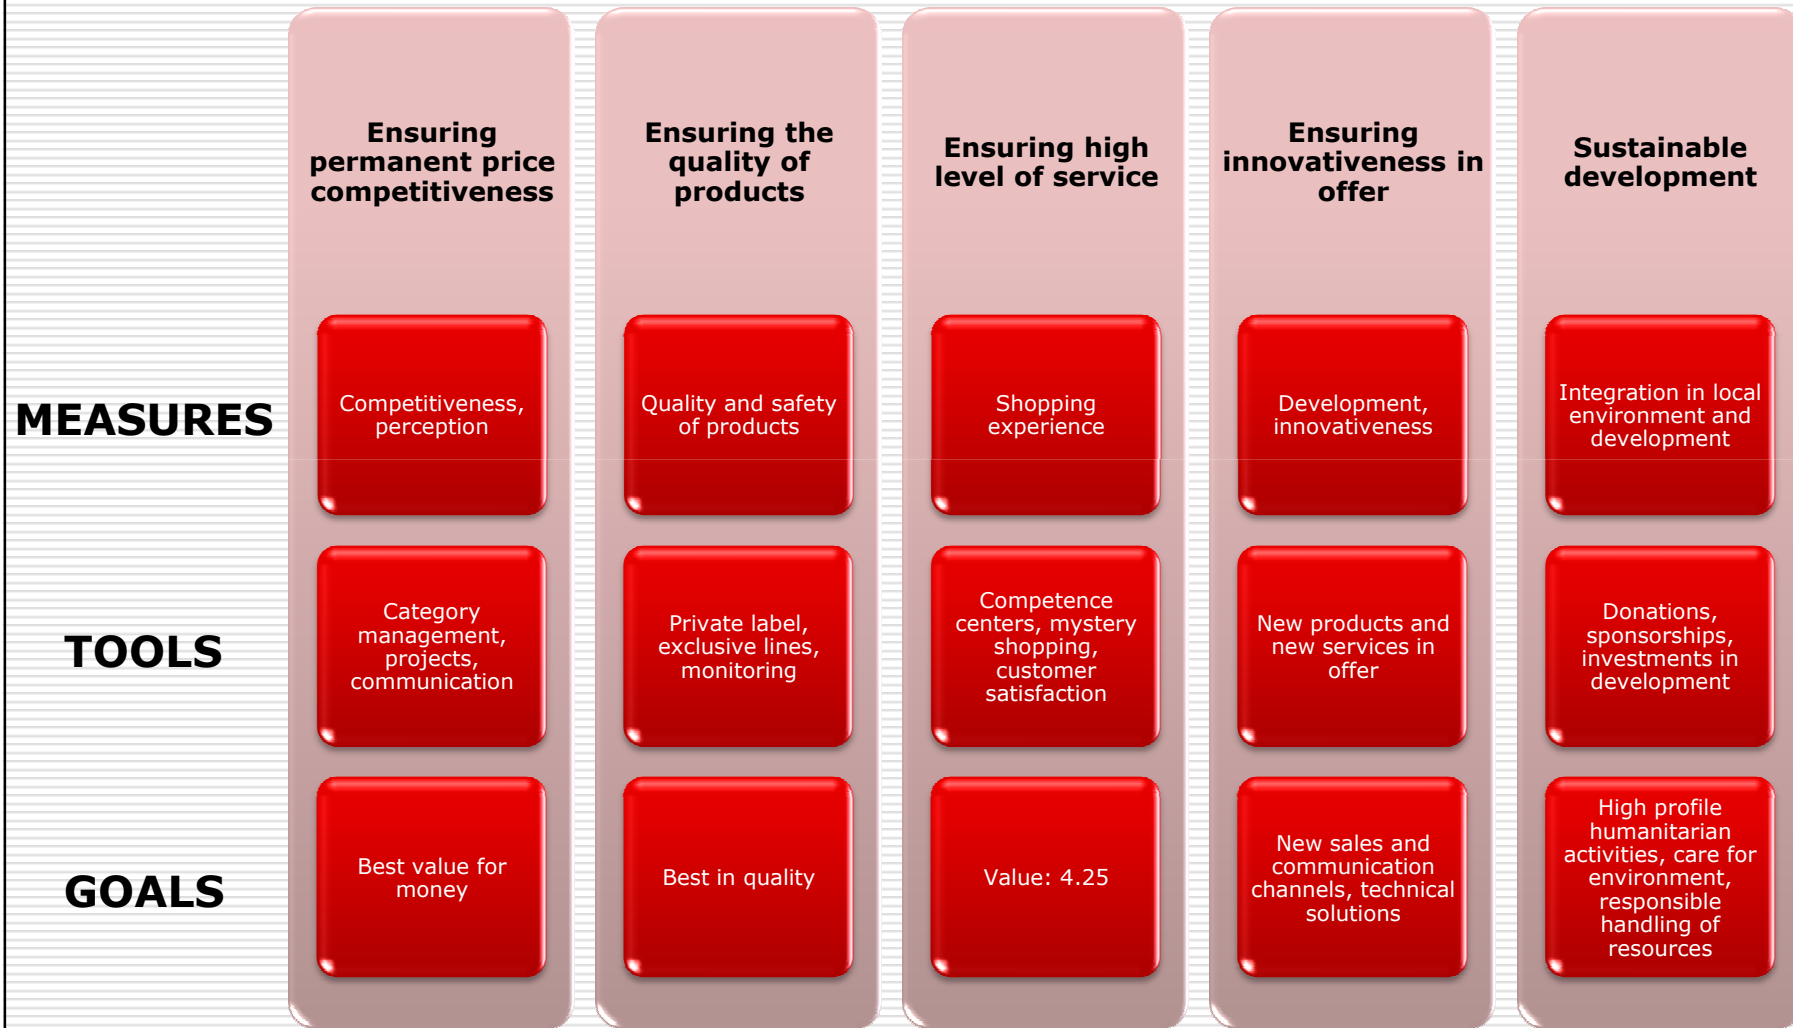 Ensuring
permanent price
competitiveness
Ensuring the
quality of
products
Ensuring high
level of service
Ensuring
innovativeness in
offer
Sustainable
development
MEASURES
Competitiveness,
perception
Quality and safety
of products
Shopping
experience
Development,
innovativeness
Integration in local
environment and
development
TOOLS
Category
management,
projects,
communication
Private label,
exclusive lines,
monitoring
Competence
centers, mystery
shopping,
customer
satisfaction
New products and
new services in
offer
Donations,
sponsorships,
investments in
development
GOALS
Best value for
money
Best in quality
Value: 4.25
New sales and
communication
channels, technical
solutions
High profile
humanitarian
activities, care for
environment,
responsible
handling of
resources